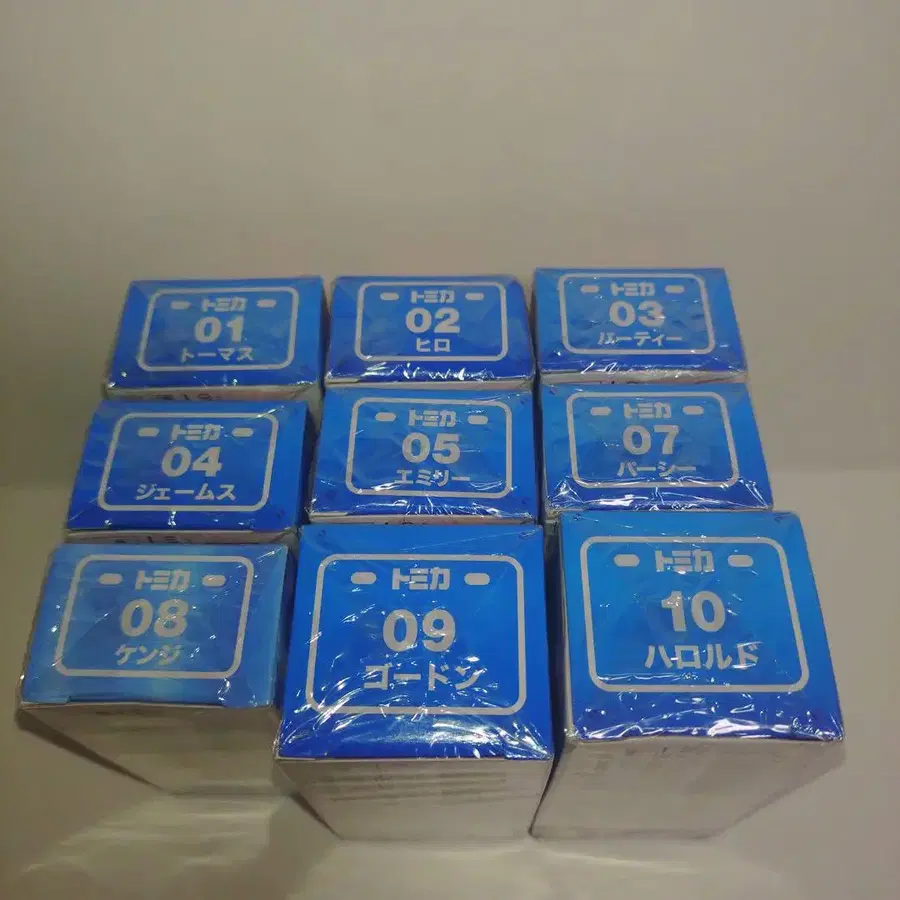 トミカ
01
トーマス
トミカ
02
ヒロ
トミカ
03
バーティー
トミカ
04
ジェームス
トミカ
05
エミリー
トミカ
07
パーシー
トミカ
08
ケンジ
トミカ
09
ゴードン
トミカ
10
ハロルド